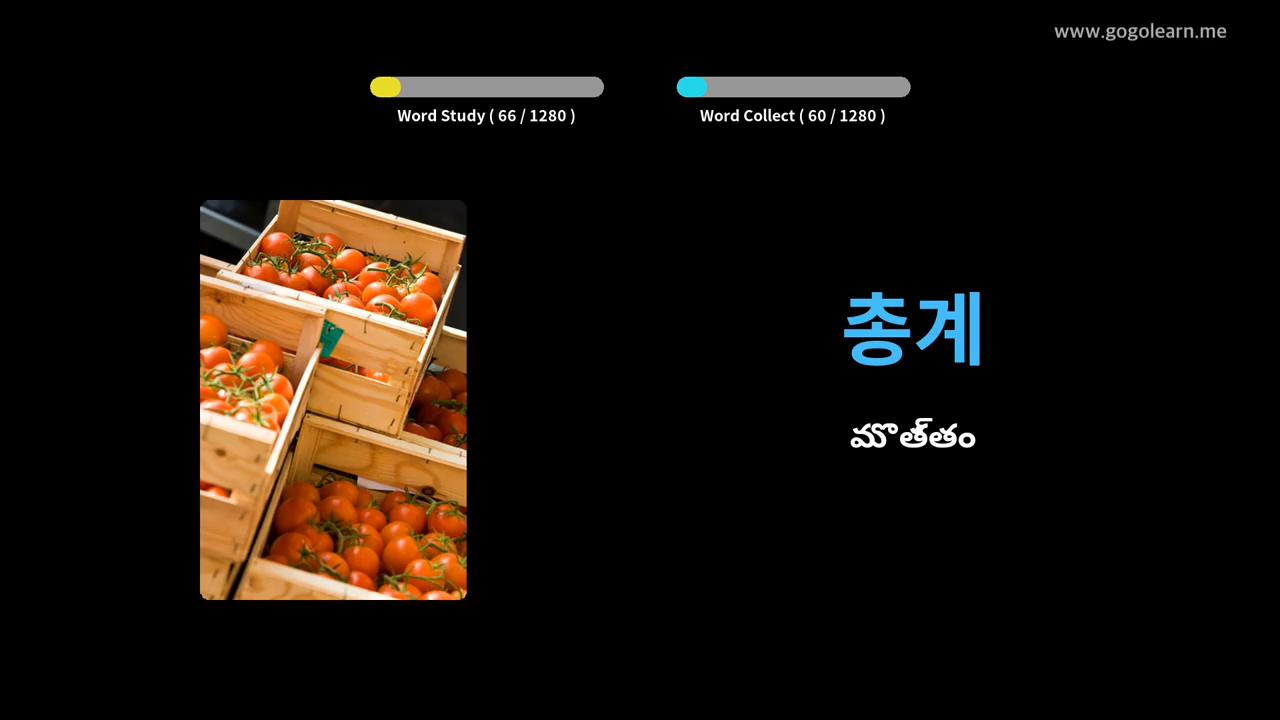 www.gogolearn.me
Word Study ( 66 / 1280 )
Word Collect ( 60 / 1280 )
총계
మొత్​తం